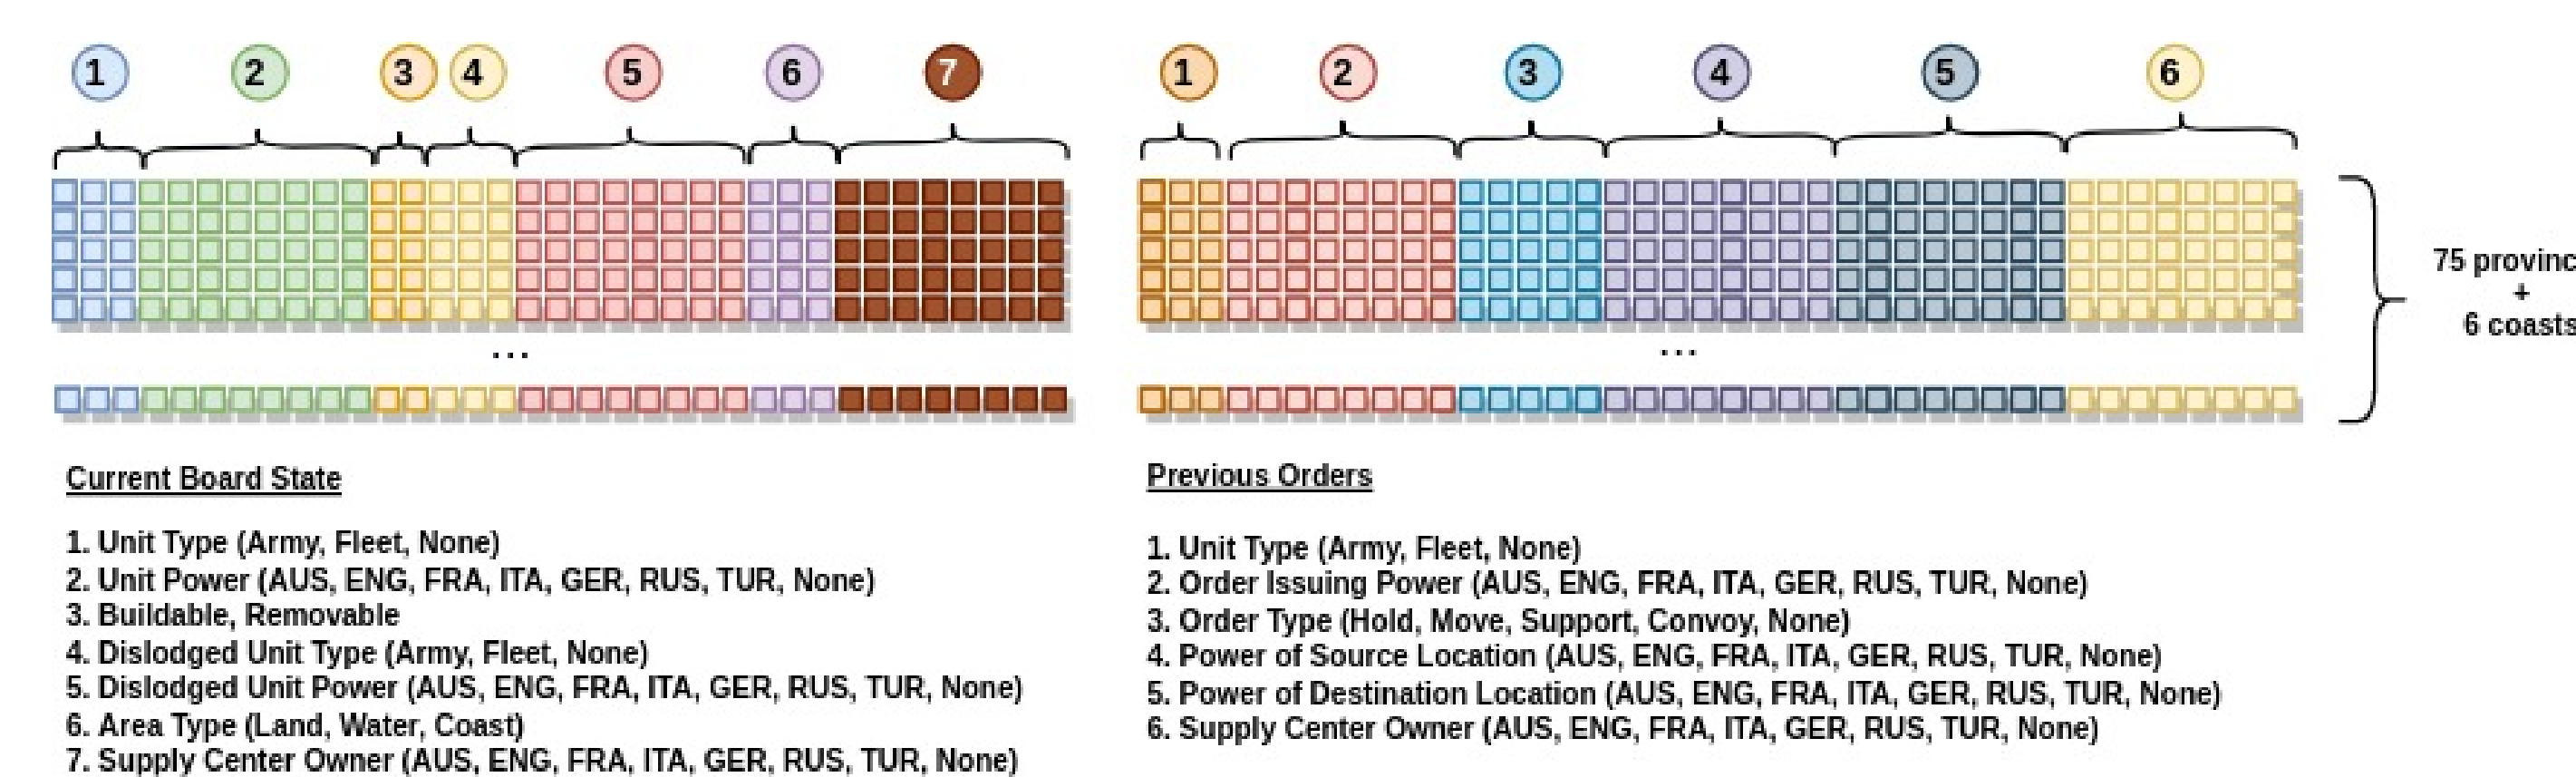 1 2 3 4 5 6 7
1 2 3 4 5 6
...
...
75
+
6 coasts
Current Board State
1. Unit Type (Army, Fleet, None)
2. Unit Power (AUS, ENG, FRA, ITA, GER, RUS, TUR, None)
3. Buildable, Removable
4. Dislodged Unit Type (Army, Fleet, None)
5. Dislodged Unit Power (AUS, ENG, FRA, ITA, GER, RUS, TUR, None)
6. Area Type (Land, Water, Coast)
7. Supply Center Owner (AUS, ENG, FRA, ITA, GER, RUS, TUR, None)
Previous Orders
1. Unit Type (Army, Fleet, None)
2. Order Issuing Power (AUS, ENG, FRA, ITA, GER, RUS, TUR, None)
3. Order Type (Hold, Move, Support, Convoy, None)
4. Power of Source Location (AUS, ENG, FRA, ITA, GER, RUS, TUR, None)
5. Power of Destination Location (AUS, ENG, FRA, ITA, GER, RUS, TUR, None)
6. Supply Center Owner (AUS, ENG, FRA, ITA, GER, RUS, TUR, None)